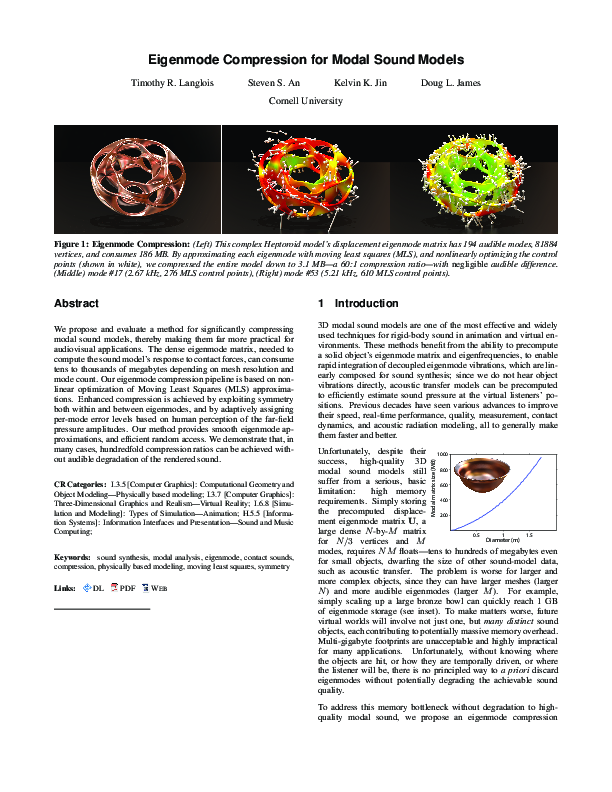 Eigenmode Compression for Modal Sound Models
Timothy R. Langlois Steven S. An Kelvin K. Jin Doug L. James
Cornell University
Figure 1: Eigenmode Compression: (Left) This complex Heptoroid model's displacement eigenmode matrix has 194 audible modes, 81884
vertices, and consumes 186 MB. By approximating each eigenmode with moving least squares (MLS), and nonlinearly optimizing the control
points (shown in white), we compressed the entire model down to 3.1 MB—a 60:1 compression ratio—with negligible audible difference.
(Middle) mode #17 (2.67 kHz, 276 MLS control points), (Right) mode #53 (5.21 kHz, 610 MLS control points).
Abstract
We propose and evaluate a method for significantly compressing
modal sound models, thereby making them far more practical for
audiovisual applications. The dense eigenmode matrix, needed to
compute the sound model's response to contact forces, can consume
tens to thousands of megabytes depending on mesh resolution and
mode count. Our eigenmode compression pipeline is based on non-
linear optimization of Moving Least Squares (MLS) approxima-
tions. Enhanced compression is achieved by exploiting symmetry
both within and between eigenmodes, and by adaptively assigning
per-mode error levels based on human perception of the far-field
pressure amplitudes. Our method provides smooth eigenmode ap-
proximations, and efficient random access. We demonstrate that, in
many cases, hundredfold compression ratios can be achieved with-
out audible degradation of the rendered sound.
CR Categories: I.3.5 [Computer Graphics]: Computational Geometry and
Object Modeling—Physically based modeling; I.3.7 [Computer Graphics]:
Three-Dimensional Graphics and Realism—Virtual Reality; I.6.8 [Simu-
lation and Modeling]: Types of Simulation—Animation; H.5.5 [Informa-
tion Systems]: Information Interfaces and Presentation—Sound and Music
Computing;
Keywords: sound synthesis, modal analysis, eigenmode, contact sounds,
compression, physically based modeling, moving least squares, symmetry
Links: DL PDF WEB
1 Introduction
3D modal sound models are one of the most effective and widely
used techniques for rigid-body sound in animation and virtual en-
vironments. These methods benefit from the ability to precompute
a solid object's eigenmode matrix and eigenfrequencies, to enable
rapid integration of decoupled eigenmode vibrations, which are lin-
early composed for sound synthesis; since we do not hear object
vibrations directly, acoustic transfer models can be precomputed
to efficiently estimate sound pressure at the virtual listeners' po-
sitions. Previous decades have seen various advances to improve
their speed, real-time performance, quality, measurement, contact
dynamics, and acoustic radiation modeling, all to generally make
them faster and better.
Unfortunately, despite their
success, high-quality 3D
modal sound models still
suffer from a serious, basic
limitation: high memory
requirements. Simply storing
the precomputed displace-
ment eigenmode matrix U, a
large dense N-by-M matrix
for N/3 vertices and M
Modal matrix size (MB)
1000
800
600
400
200
0.5 1 1.5
Diameter (m)
modes, requires NM floats—tens to hundreds of megabytes even
for small objects, dwarfing the size of other sound-model data,
such as acoustic transfer. The problem is worse for larger and
more complex objects, since they can have larger meshes (larger
N) and more audible eigenmodes (larger M). For example,
simply scaling up a large bronze bowl can quickly reach 1 GB
of eigenmode storage (see inset). To make matters worse, future
virtual worlds will involve not just one, but many distinct sound
objects, each contributing to potentially massive memory overhead.
Multi-gigabyte footprints are unacceptable and highly impractical
for many applications. Unfortunately, without knowing where
the objects are hit, or how they are temporally driven, or where
the listener will be, there is no principled way to a priori discard
eigenmodes without potentially degrading the achievable sound
quality.
To address this memory bottleneck without degradation to high-
quality modal sound, we propose an eigenmode compression